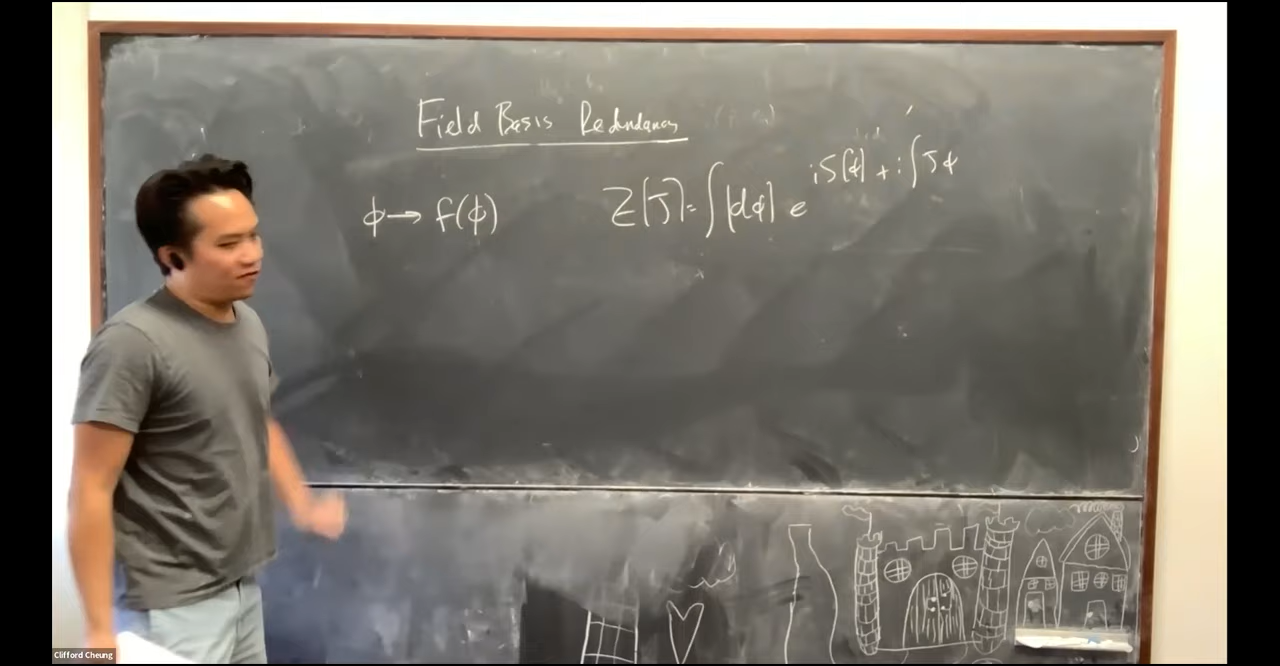 Field Basis Redundancy
ϕ → f(ϕ)
Z[J] = ∫[dϕ] e^{iS[ϕ] + i∫Jϕ}
Clifford Cheung